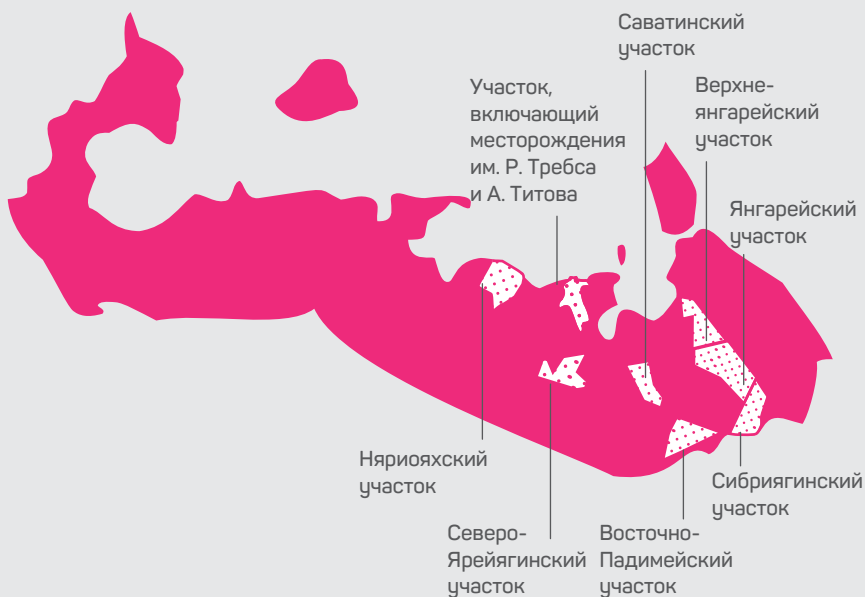 Саватинский
участок
Участок,
включающий
месторождения
им. Р. Требса
и А. Титова
Верхне-
янгарейский
участок
Янгарейский
участок
Няриояхский
участок
Сибриягинский
участок
Северо-
Ярейягинский
участок
Восточно-
Падимейский
участок